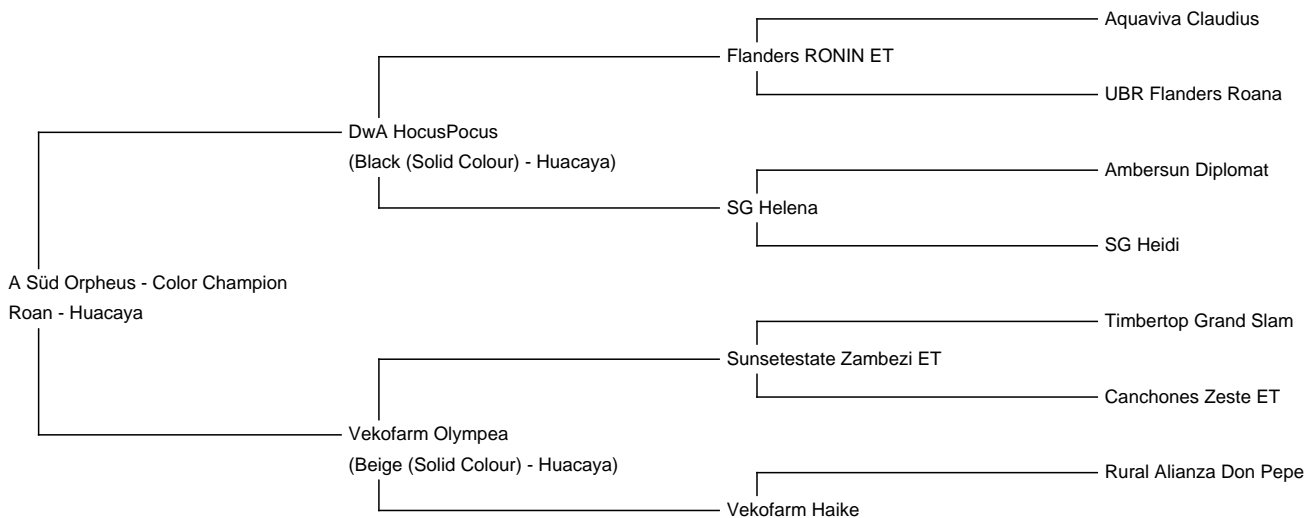 Aquaviva Claudius
Flanders RONIN ET
UBR Flanders Roana
DwA HocusPocus
(Black (Solid Colour) - Huacaya)
Ambersun Diplomat
SG Helena
SG Heidi
A Süd Orpheus - Color Champion
Roan - Huacaya
Timbertop Grand Slam
Sunsetestate Zambezi ET
Canchones Zeste ET
Vekofarm Olympea
(Beige (Solid Colour) - Huacaya)
Rural Alianza Don Pepe
Vekofarm Haike